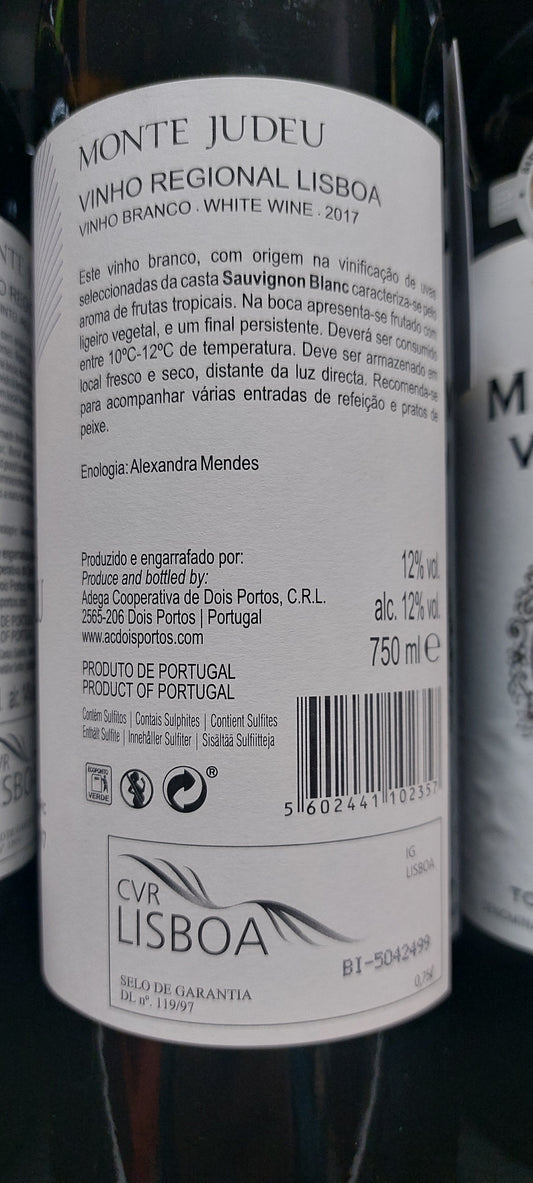 MONTE JUDEU
VINHO REGIONAL LISBOA
VINHO BRANCO . WHITE WINE . 2017
Este vinho branco, com origem na vinificação de uvas
seleccionadas da casta Sauvignon Blanc caracteriza-se pelo
aroma de frutas tropicais. Na boca apresenta-se frutado com
ligeiro vegetal, e um final persistente. Deverá ser consumido
entre 10ºC-12ºC de temperatura. Deve ser armazenado em
local fresco e seco, distante da luz directa. Recomenda-se
para acompanhar várias entradas de refeição e pratos de
peixe.
Enologia: Alexandra Mendes
Produzido e engarrafado por:
Produce and bottled by:
Adega Cooperativa de Dois Portos, C.R.L.
2565-206 Dois Portos | Portugal
www.acdoisportos.com
12% vol.
alc. 12% vol.
750 ml e
PRODUTO DE PORTUGAL
PRODUCT OF PORTUGAL
Contém Sulfitos | Contais Sulphites | Contient Sulfites
Enthält Sulfite | Innehåller Sulfiter | Sisältää Sulfiitteja
ECOPONTO
VERDE
®
5 602441 102357
CVR
LISBOA
IG
LISBOA
BI-5042499
SELO DE GARANTIA
DL nº. 119/97
0,75ℓ
M
V
TO